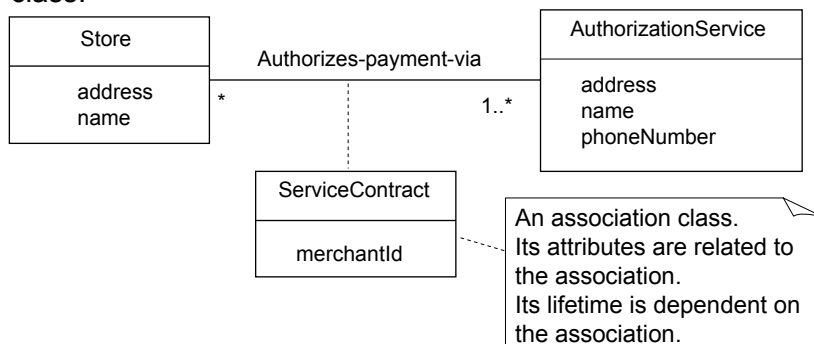 class.
Store
address
name
Authorizes-payment-via
*
1..*
AuthorizationService
address
name
phoneNumber
ServiceContract
merchantId
An association class.
Its attributes are related to
the association.
Its lifetime is dependent on
the association.